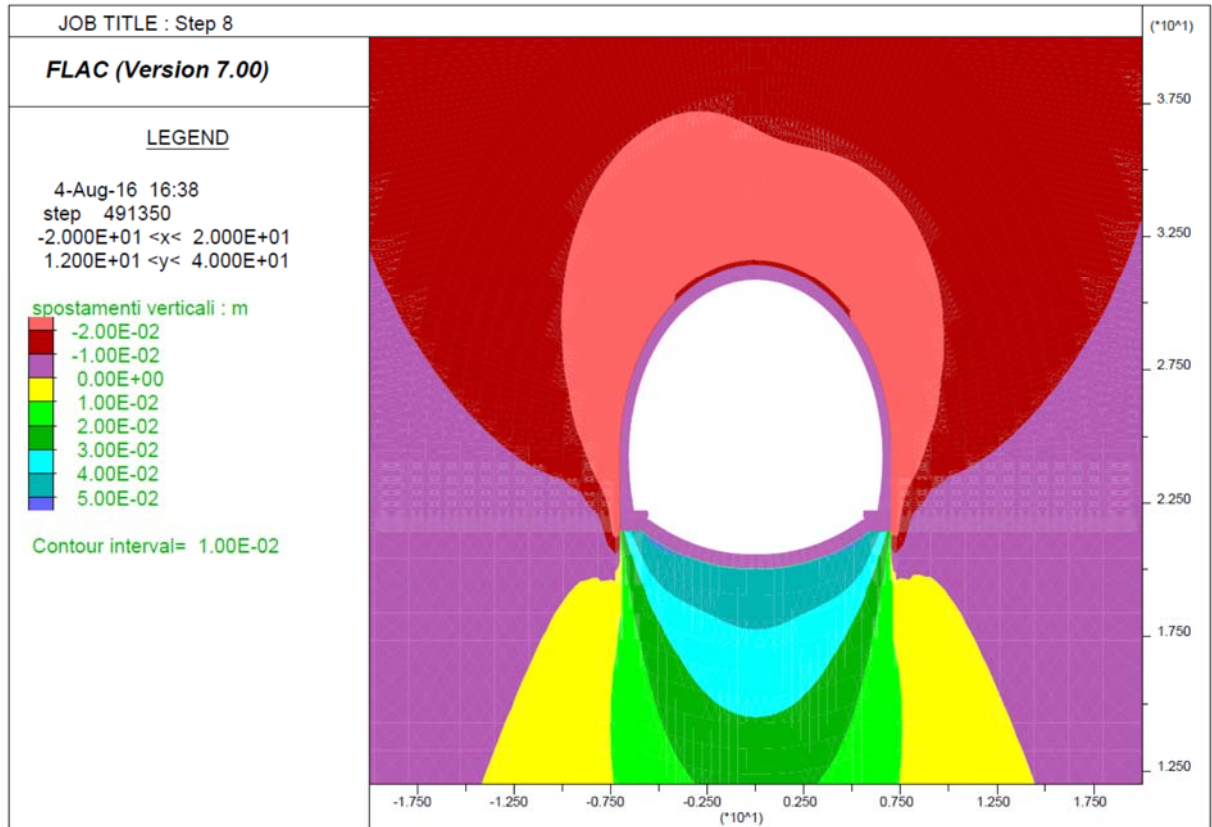 JOB TITLE : Step 8
FLAC (Version 7.00)
LEGEND
4-Aug-16 16:38
step 491350
-2.000E+01 <x< 2.000E+01
1.200E+01 <y< 4.000E+01
spostamenti verticali : m
-2.00E-02
-1.00E-02
0.00E+00
1.00E-02
2.00E-02
3.00E-02
4.00E-02
5.00E-02
Contour interval= 1.00E-02
(*10^1)
3.750
3.250
2.750
2.250
1.750
1.250
-1.750 -1.250 -0.750 -0.250 0.250 0.750 1.250 1.750
(*10^1)